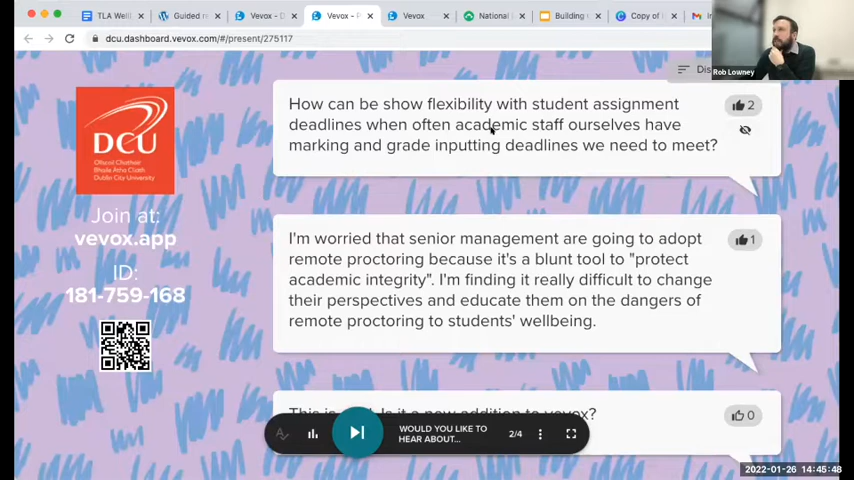 TLA Well
Guided r
Vevox - D
Vevox - P
Vevox
National
Building
Copy of
dcu.dashboard.vevox.com/#/present/275117
Rob Lowney
DCU
Ollscoil Chathair
Bhaile Átha Cliath
Dublin City University
Join at:
vevox.app
ID:
181-759-168
How can be show flexibility with student assignment
deadlines when often academic staff ourselves have
marking and grade inputting deadlines we need to meet?
2
I'm worried that senior management are going to adopt
remote proctoring because it's a blunt tool to "protect
academic integrity". I'm finding it really difficult to change
their perspectives and educate them on the dangers of
remote proctoring to students' wellbeing.
1
Is it a new addition to vevox?
0
WOULD YOU LIKE TO
HEAR ABOUT...
2/4
2022-01-26 14:45:48